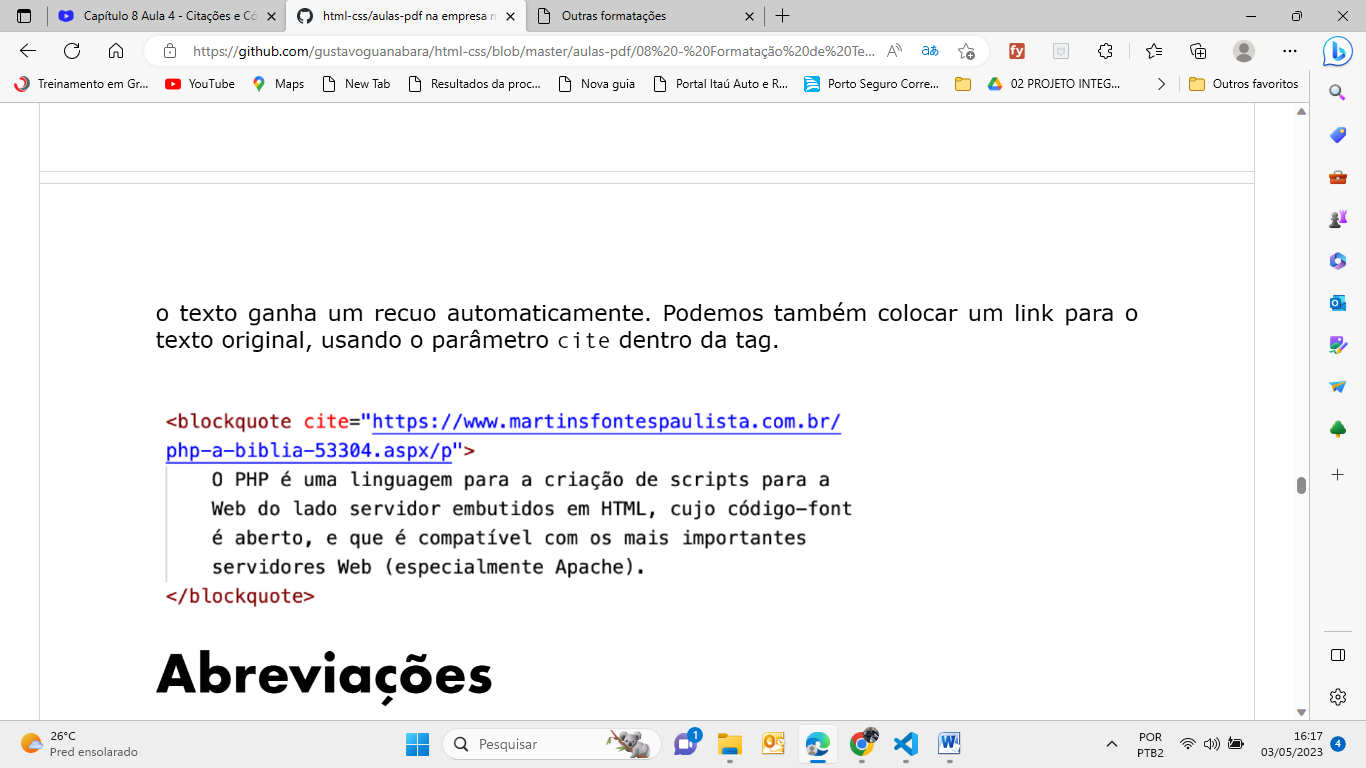 Capítulo 8 Aula 4 - Citações e Có
html-css/aulas-pdf na empresa m
Outras formatações
https://github.com/gustavoguanabara/html-css/blob/master/aulas-pdf/08%20-%20Formatação%20de%20Te...
Treinamento em Gr...
YouTube
Maps
New Tab
Resultados da proc...
Nova guia
Portal Itaú Auto e R...
Porto Seguro Corre...
02 PROJETO INTEG...
Outros favoritos
o texto ganha um recuo automaticamente. Podemos também colocar um link para o
texto original, usando o parâmetro cite dentro da tag.
<blockquote cite="https://www.martinsfontespaulista.com.br/
php-a-biblia-53304.aspx/p">
O PHP é uma linguagem para a criação de scripts para a
Web do lado servidor embutidos em HTML, cujo código-font
é aberto, e que é compatível com os mais importantes
servidores Web (especialmente Apache).
</blockquote>
Abreviações
26°C
Pred ensolarado
Pesquisar
1
POR
PTB2
16:17
03/05/2023
4